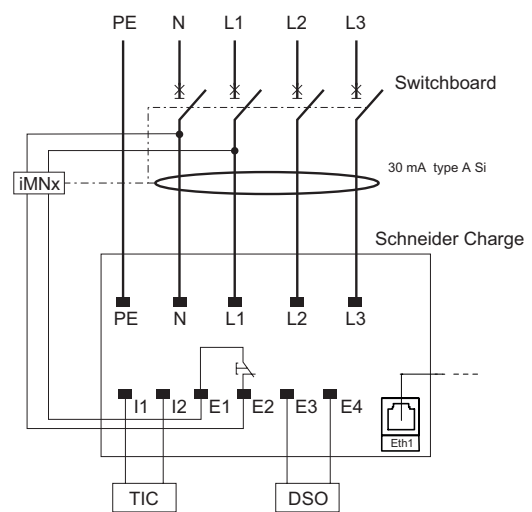 PE N L1 L2 L3
Switchboard
30 mA type A Si
iMNx
Schneider Charge
PE N L1 L2 L3
I1 I2 E1 E2 E3 E4
Eth1
TIC DSO